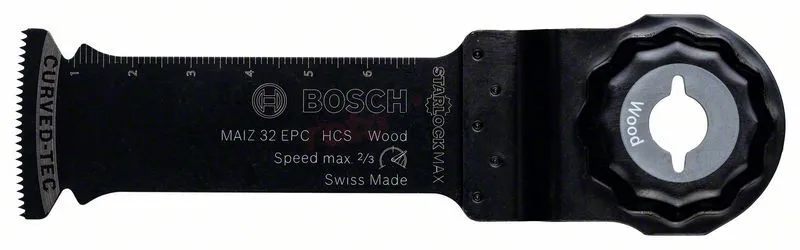 CURVED-TEC
1 2 3 4 5 6
BOSCH
MAIZ 32 EPC HCS Wood
Speed max. 2/3
Swiss Made
STARLOCK MAX
Wood